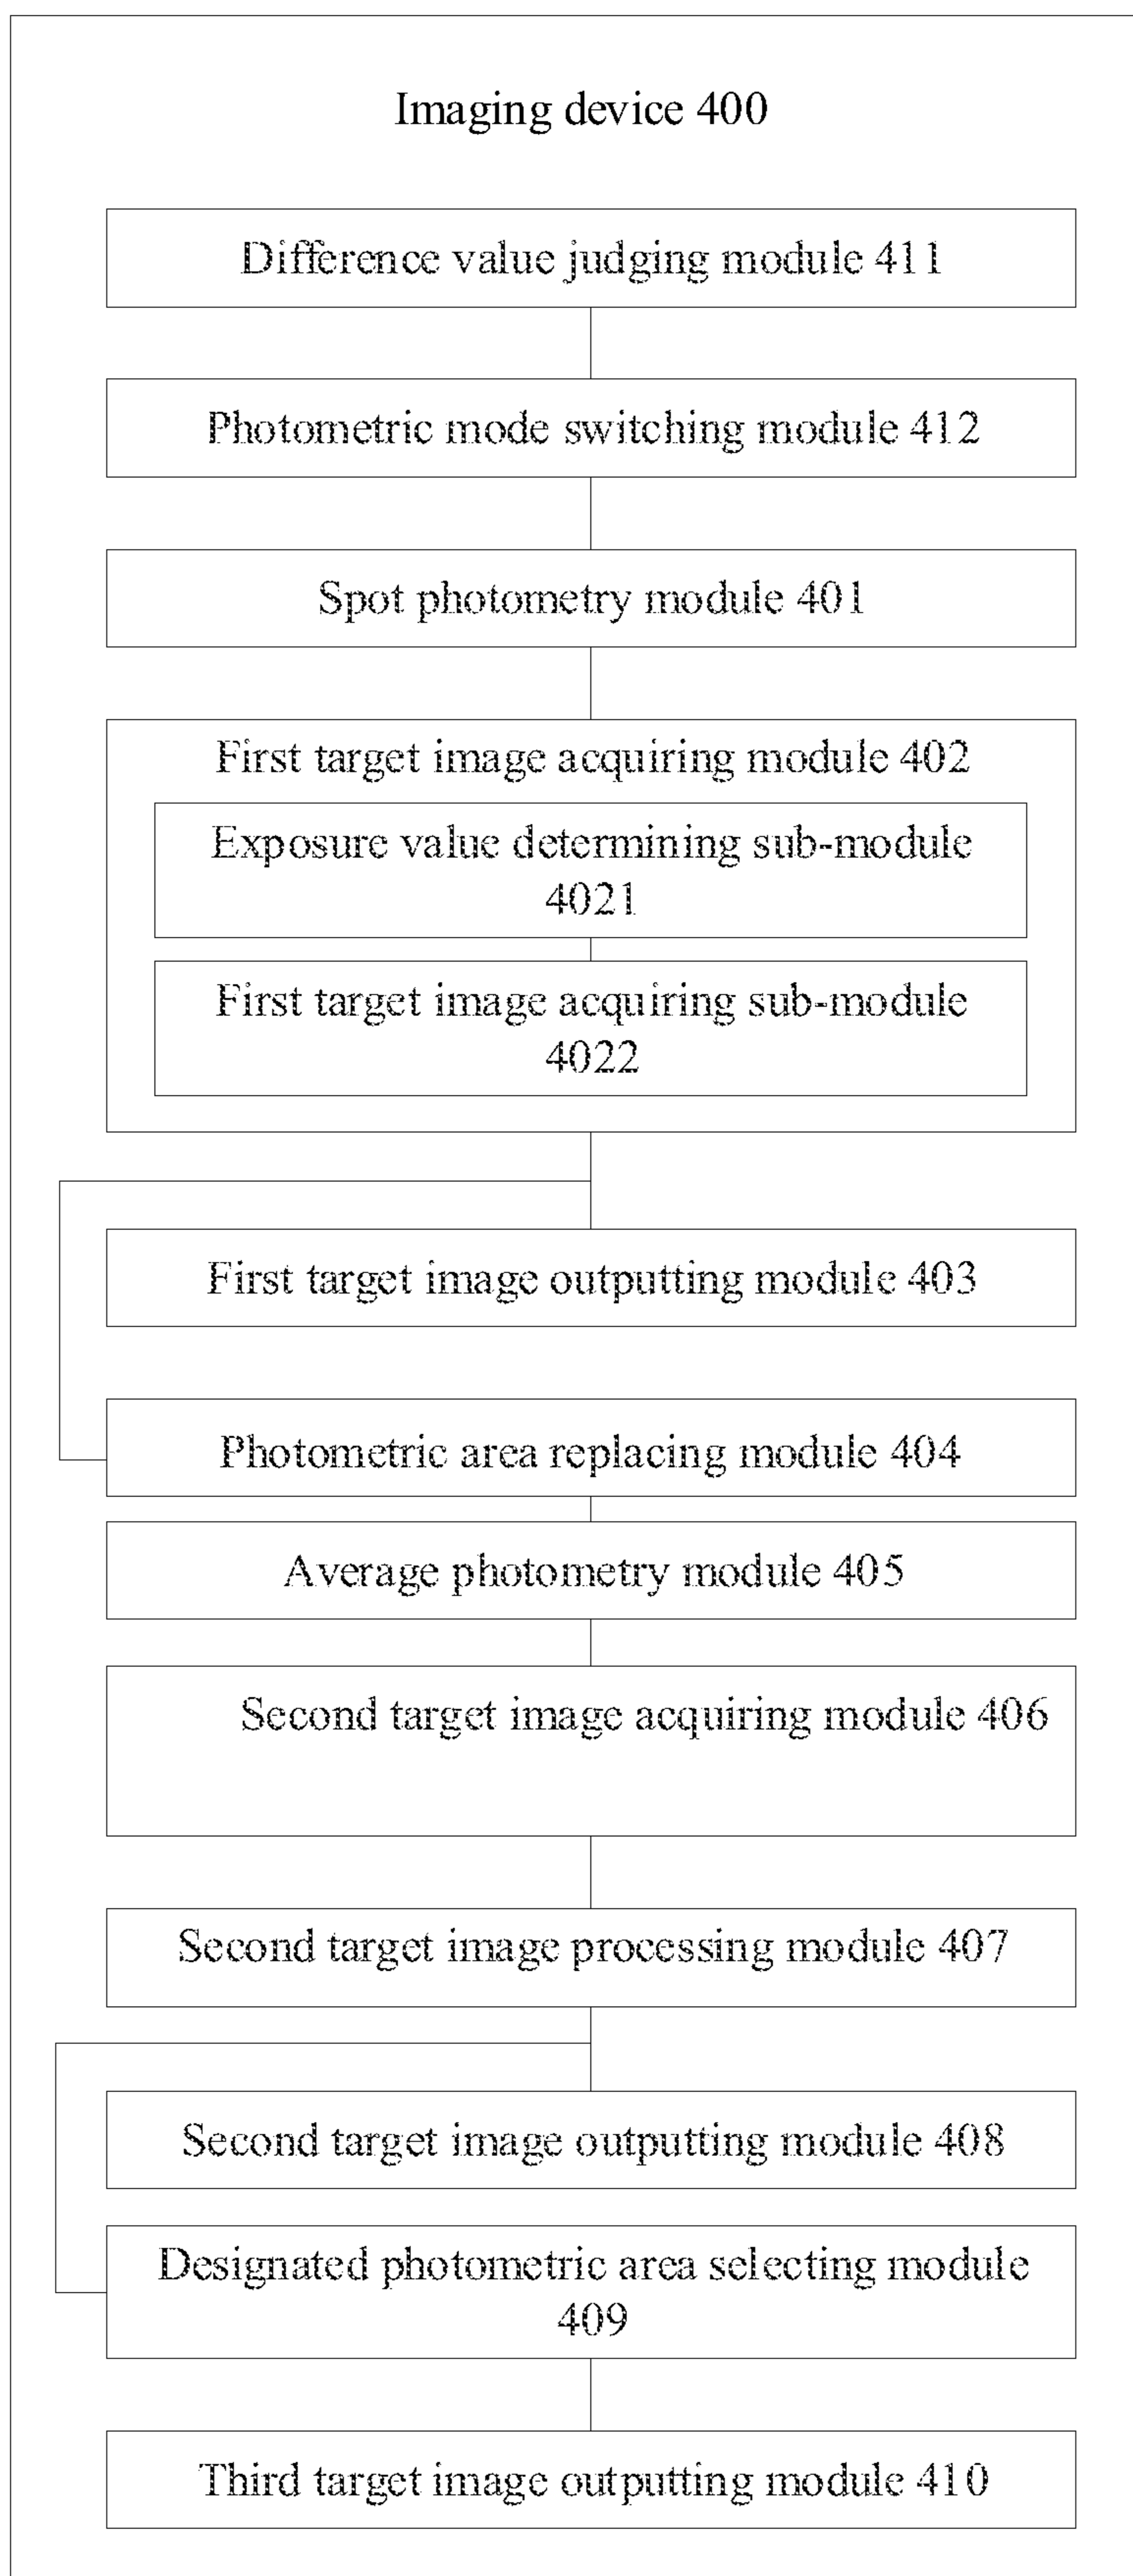 Imaging device 400
Difference value judging module 411
Photometric mode switching module 412
Spot photometry module 401
First target image acquiring module 402
Exposure value determining sub-module
4021
First target image acquiring sub-module
4022
First target image outputting module 403
Photometric area replacing module 404
Average photometry module 405
Second target image acquiring module 406
Second target image processing module 407
Second target image outputting module 408
Designated photometric area selecting module
409
Third target image outputting module 410